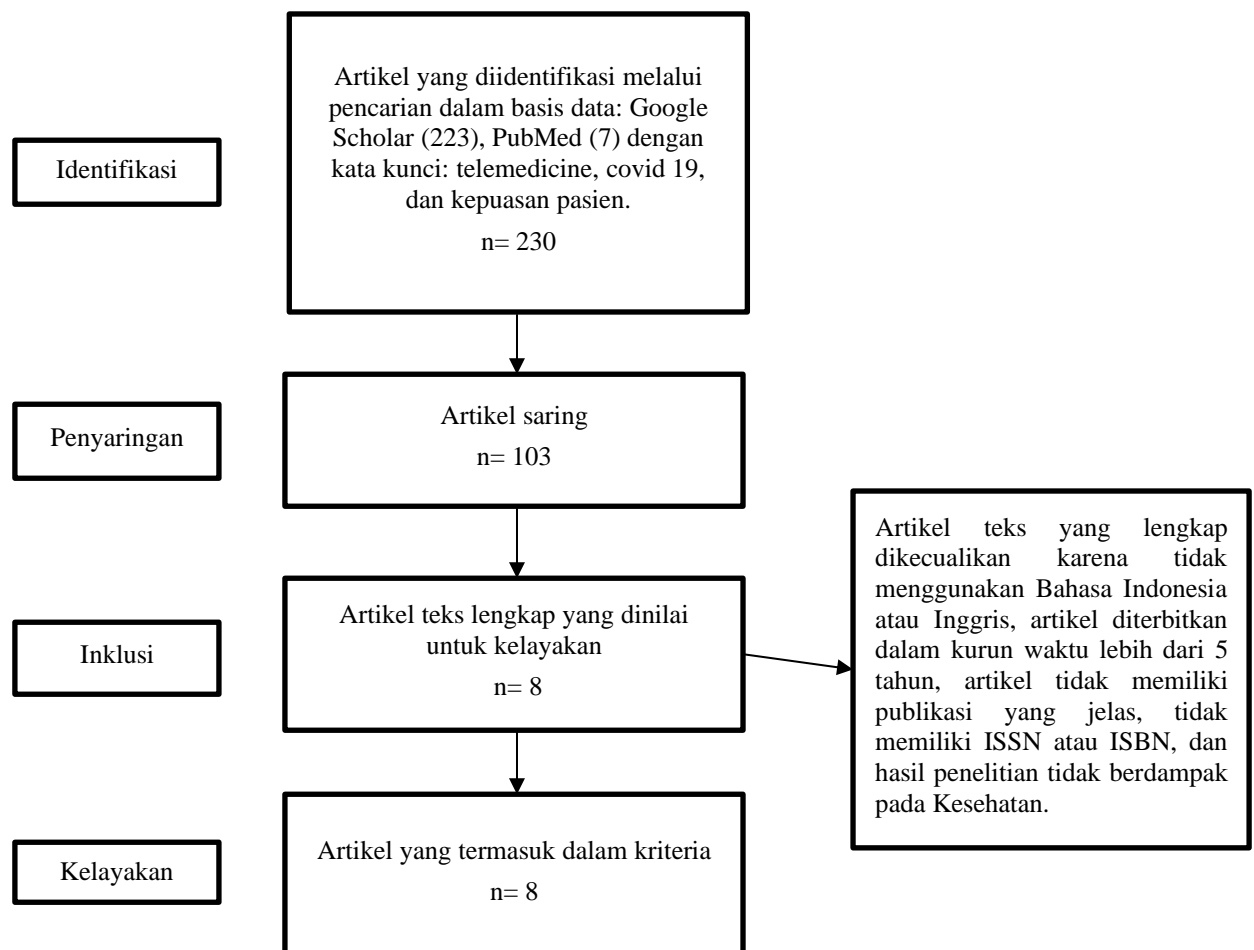 Identifikasi
Artikel yang diidentifikasi melalui
pencarian dalam basis data: Google
Scholar (223), PubMed (7) dengan
kata kunci: telemedicine, covid 19,
dan kepuasan pasien.
n= 230
Penyaringan
Artikel saring
n= 103
Inklusi
Artikel teks lengkap yang dinilai
untuk kelayakan
n= 8
Artikel teks yang lengkap
dikecualikan karena tidak
menggunakan Bahasa Indonesia
atau Inggris, artikel diterbitkan
dalam kurun waktu lebih dari 5
tahun, artikel tidak memiliki
publikasi yang jelas, tidak
memiliki ISSN atau ISBN, dan
hasil penelitian tidak berdampak
pada Kesehatan.
Kelayakan
Artikel yang termasuk dalam kriteria
n= 8